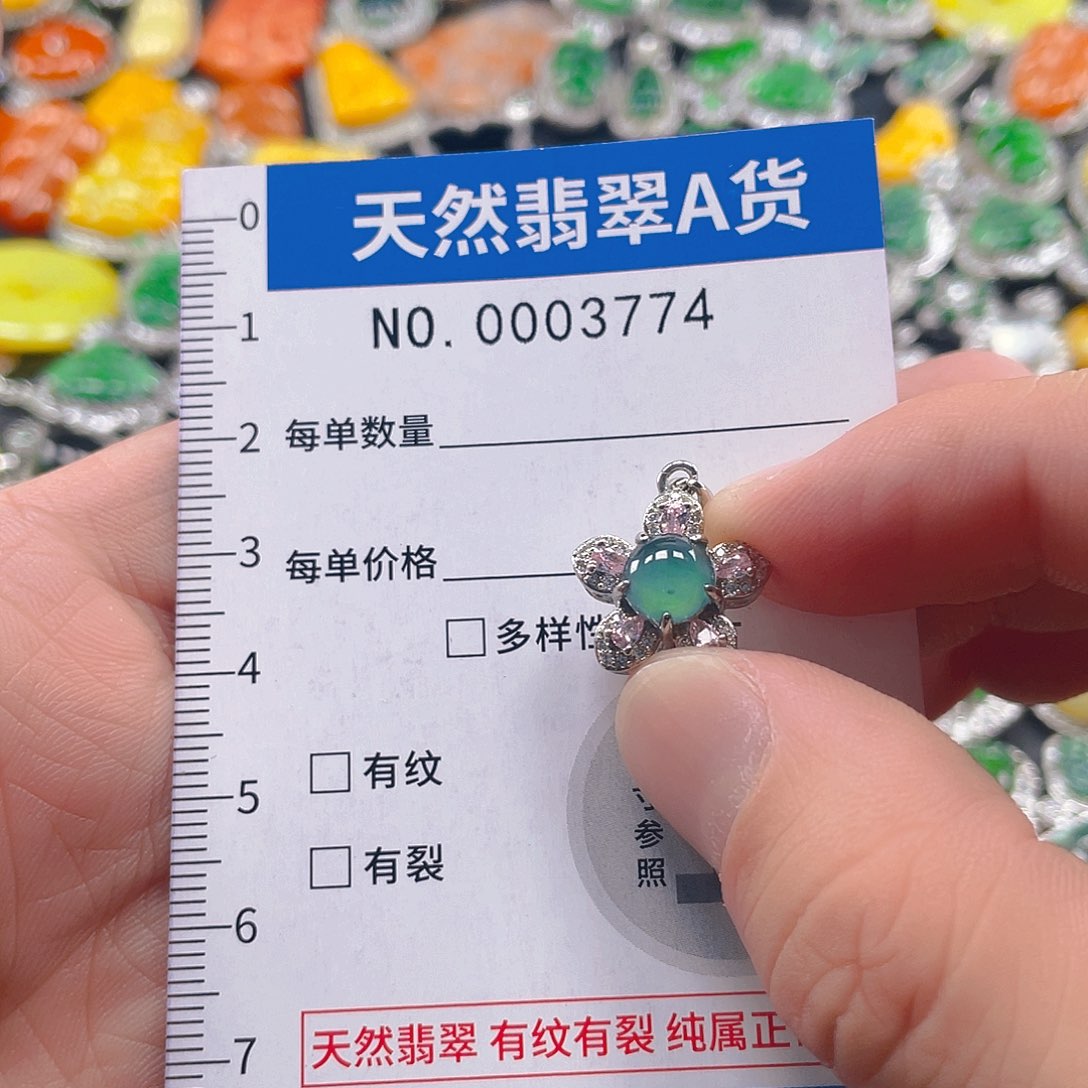 天然翡翠A货
0
NO. 0003774
1
2
每单数量
3
每单价格
多样性
4
有纹
5
有裂
寸
参
照
6
天然翡翠 有纹有裂 纯属正
7